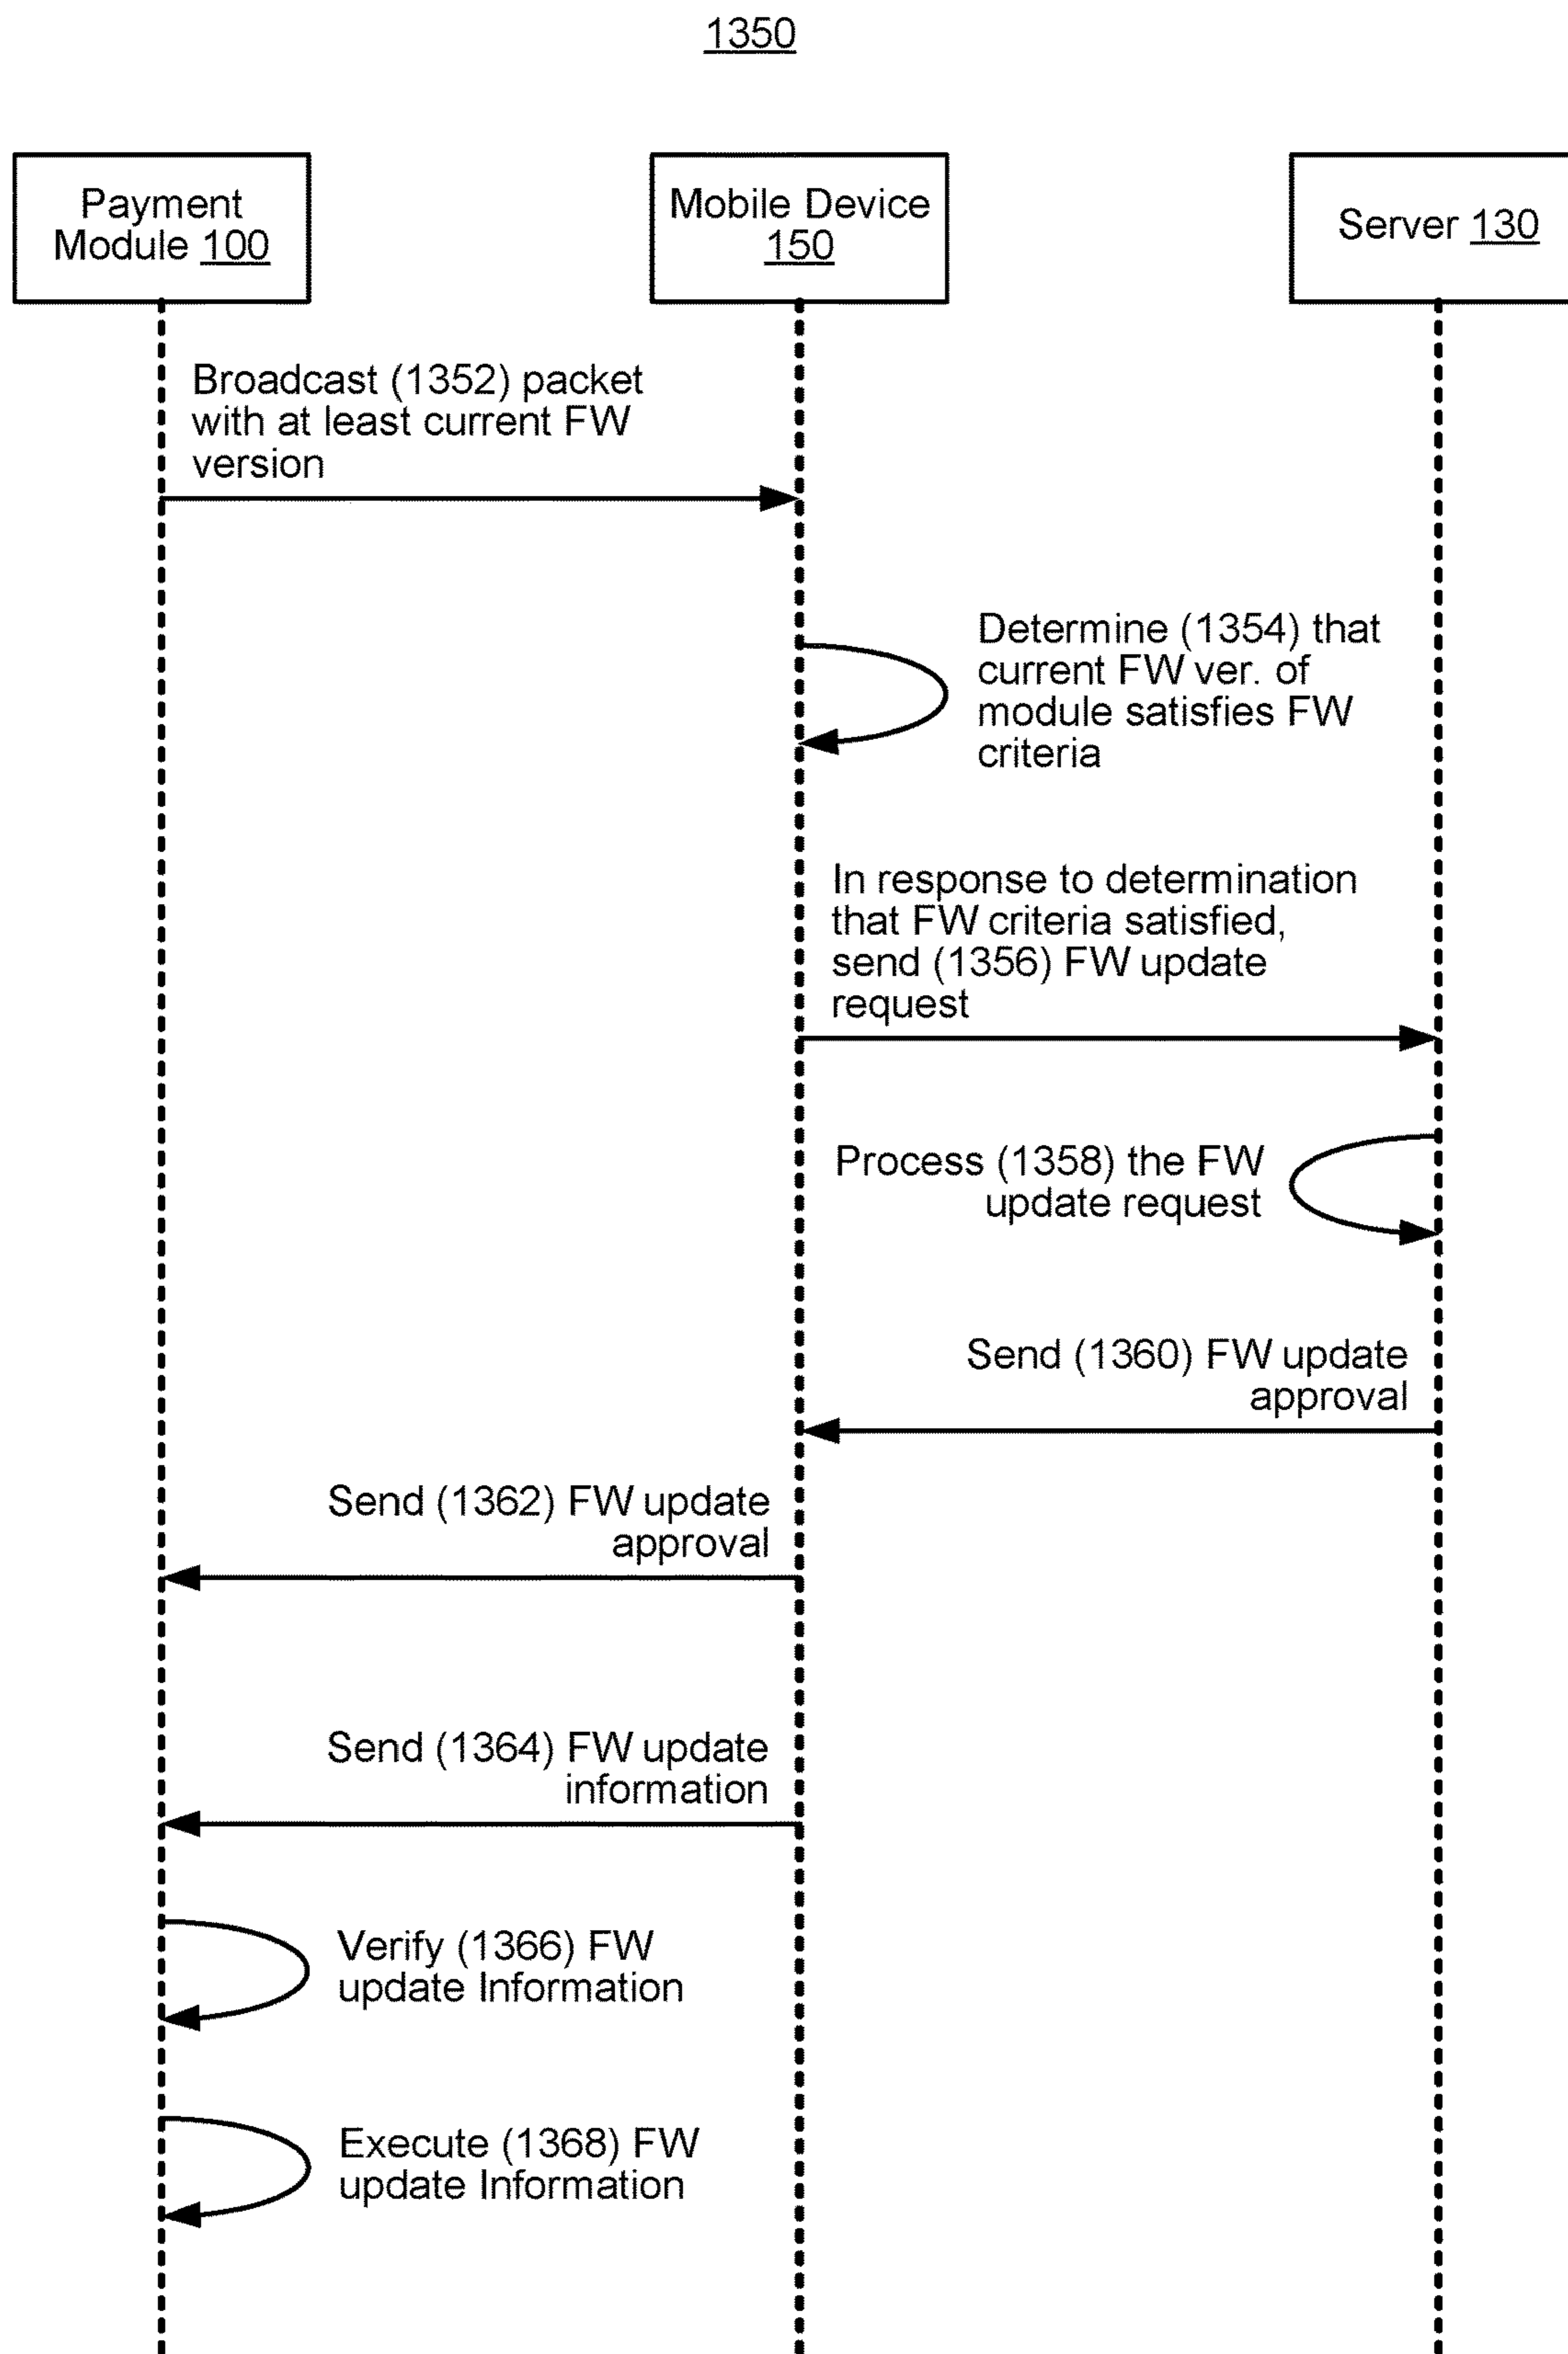 1350
Payment
Module 100
Mobile Device
150
Server 130
Broadcast (1352) packet
with at least current FW
version
Determine (1354) that
current FW ver. of
module satisfies FW
criteria
In response to determination
that FW criteria satisfied,
send (1356) FW update
request
Process (1358) the FW
update request
Send (1360) FW update
approval
Send (1362) FW update
approval
Send (1364) FW update
information
Verify (1366) FW
update Information
Execute (1368) FW
update Information